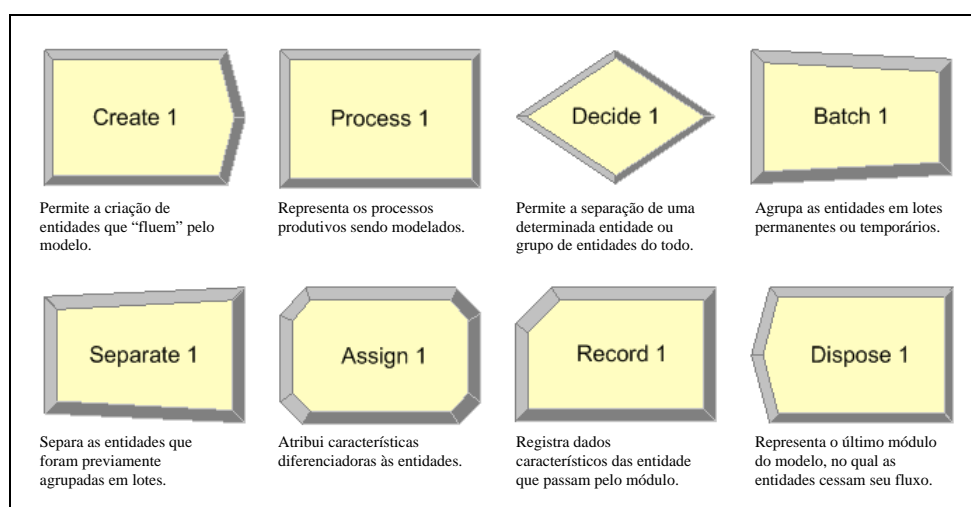 Create 1
Process 1
Decide 1
Batch 1
Permite a criação de
entidades que “fluem” pelo
modelo.
Representa os processos
produtivos sendo modelados.
Permite a separação de uma
determinada entidade ou
grupo de entidades do todo.
Agrupa as entidades em lotes
permanentes ou temporários.
Separate 1
Assign 1
Record 1
Dispose 1
Separa as entidades que
foram previamente
agrupadas em lotes.
Atribui características
diferenciadoras às entidades.
Registra dados
característicos das entidade
que passam pelo módulo.
Representa o último módulo
do modelo, no qual as
entidades cessam seu fluxo.